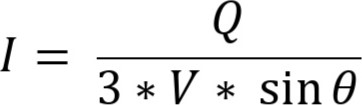 I = Q / (3 * V * sin θ)